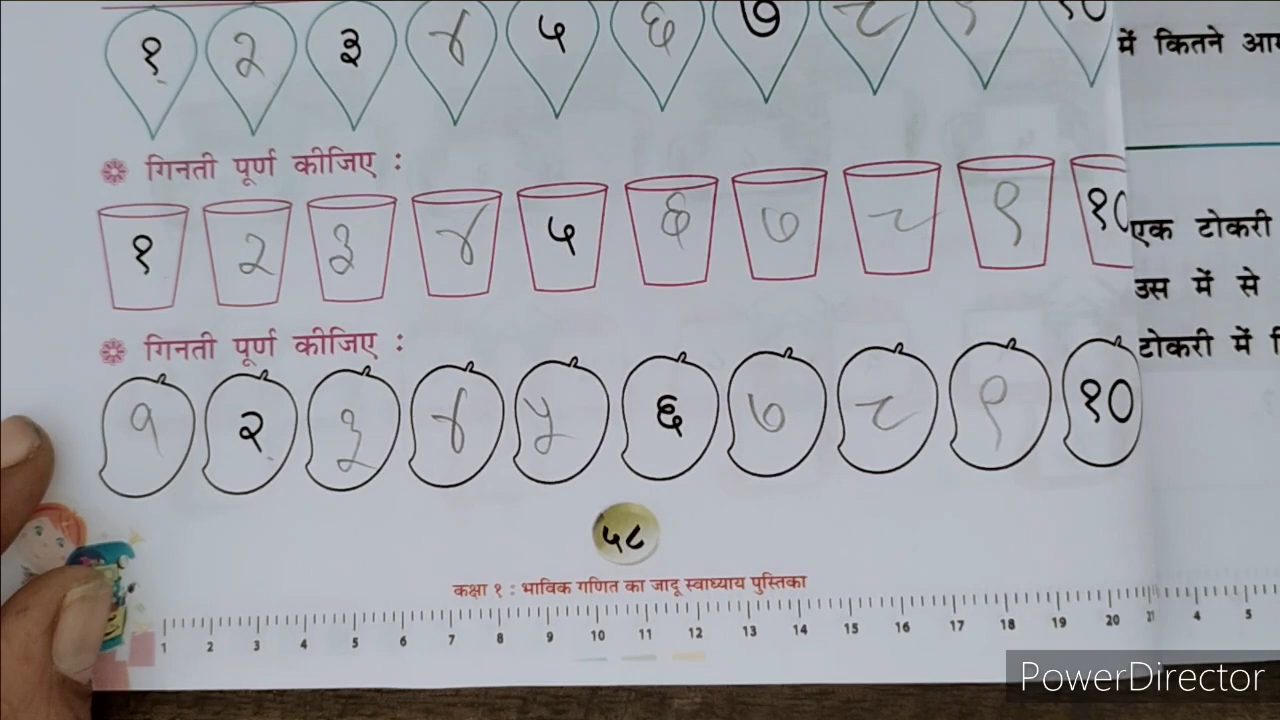 १ २ ३ ४ ५ ६ ७ ८ ९ १०
में कितने
गिनती पूर्ण कीजिए :
१ २ ३ ४ ५ ६ ७ ८ ९ १०
एक टोकरी
उस में से
गिनती पूर्ण कीजिए :
टोकरी में
१ २ ३ ४ ५ ६ ७ ८ ९ १०
५८
कक्षा १ : भाविक गणित का जादू स्वाध्याय पुस्तिका
1 2 3 4 5 6 7 8 9 10 11 12 13 14 15 16 17 18 19 20 21 4 5
PowerDirector